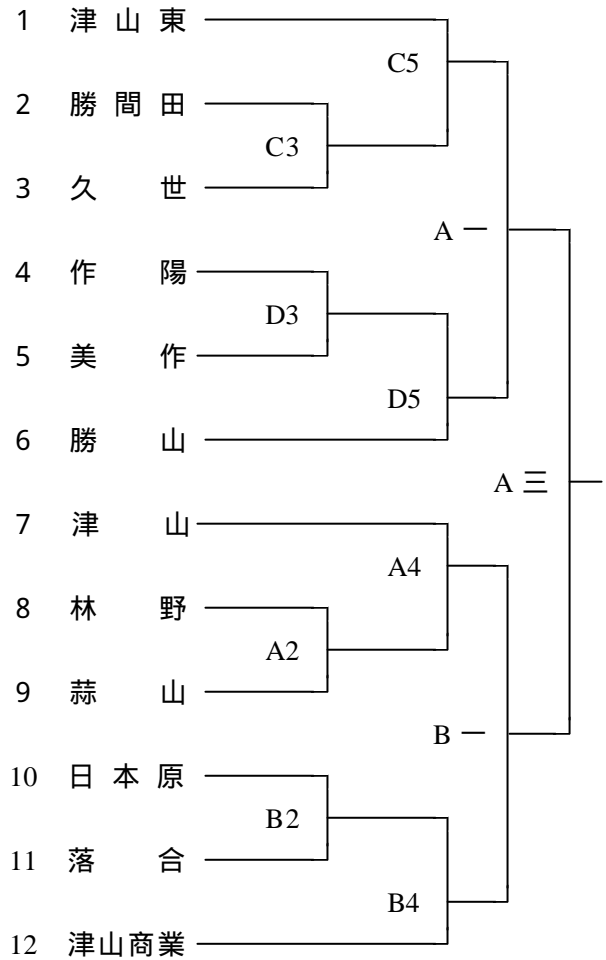 1 津山東
C5
2 勝間田
C3
3 久世
A 一
4 作陽
D3
5 美作
D5
6 勝山
A 三
7 津山
A4
8 林野
A2
9 蒜山
B 一
10 日本原
B2
11 落合
B4
12 津山商業